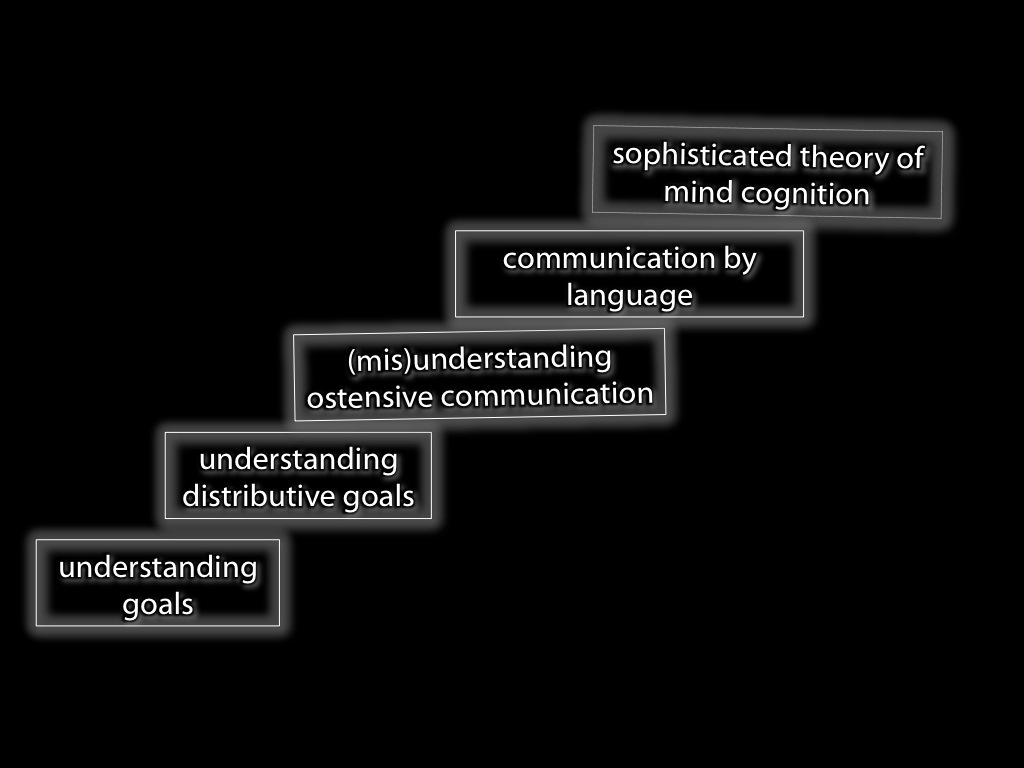 sophisticated theory of
mind cognition
communication by
language
(mis)understanding
ostensive communication
understanding
distributive goals
understanding
goals